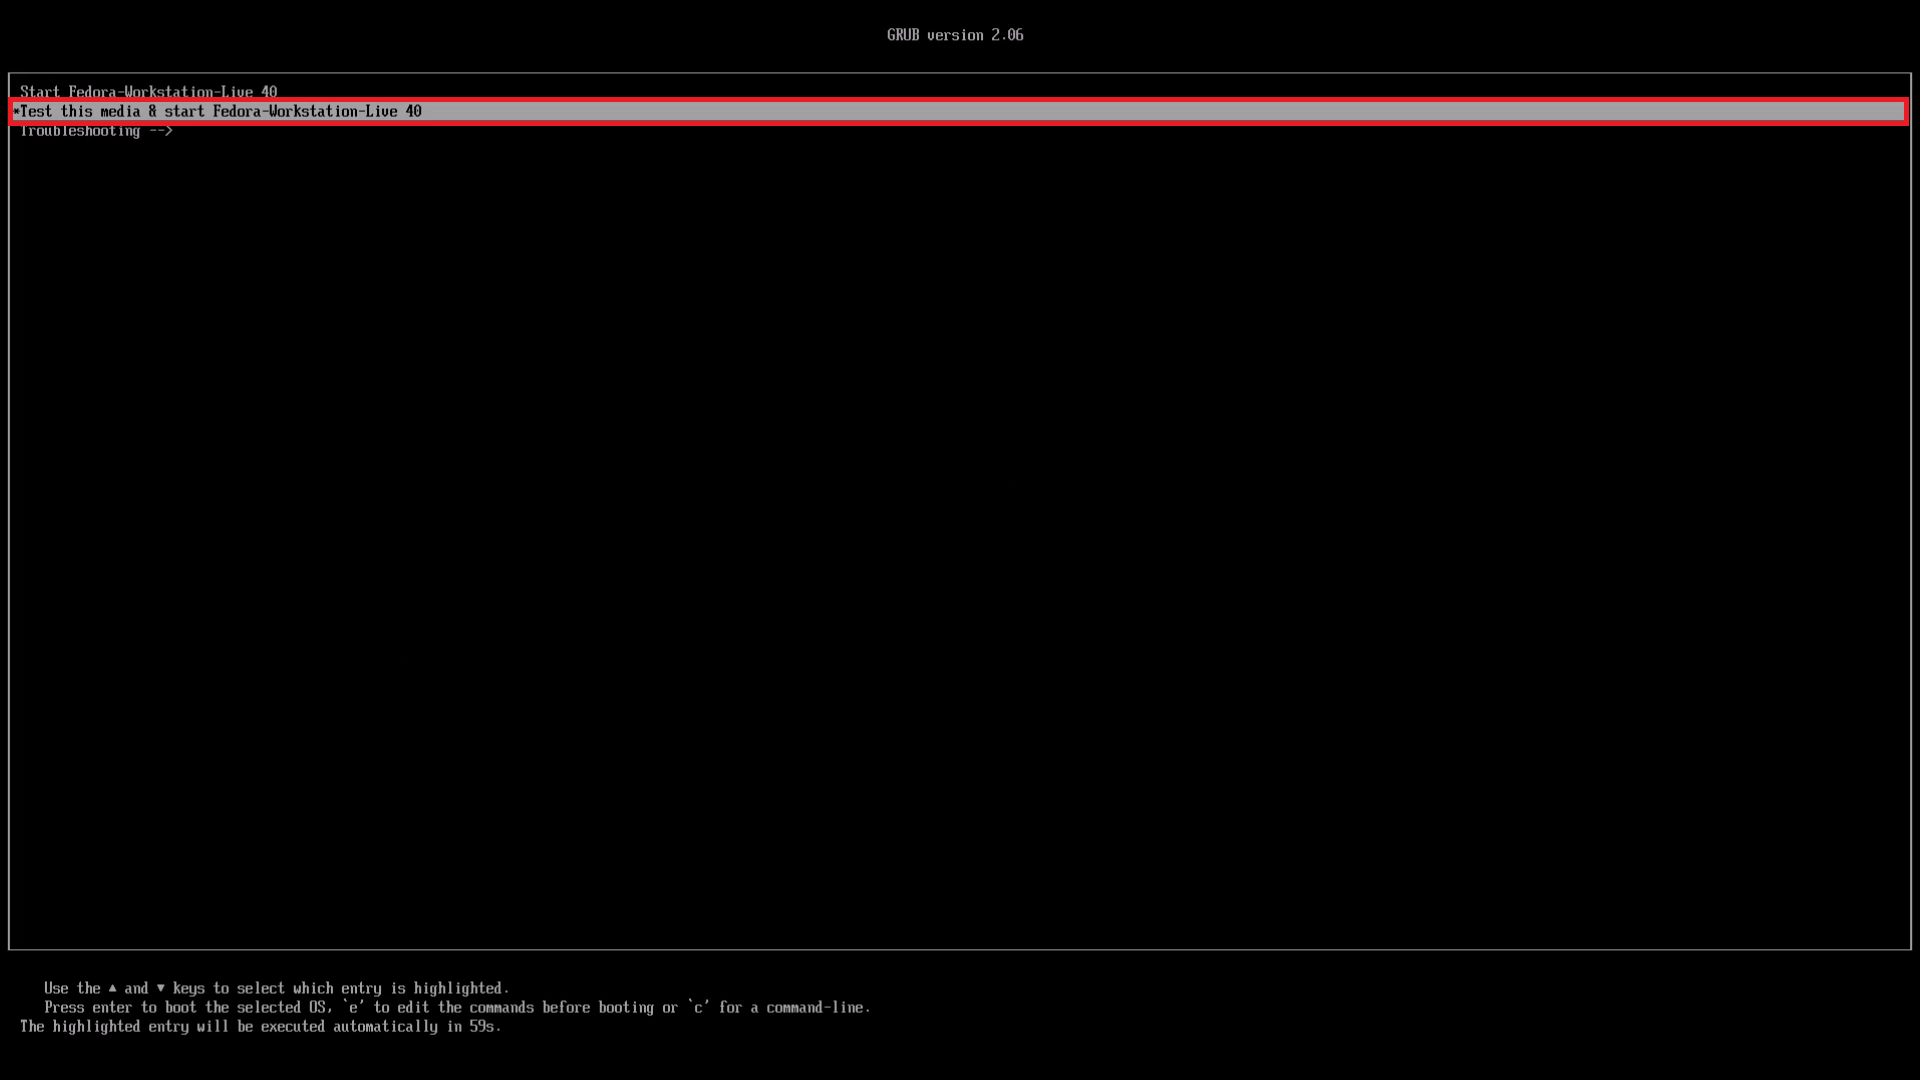 GRUB version 2.06
Start Fedora-Workstation-Live 40
*Test this media & start Fedora-Workstation-Live 40
Troubleshooting -->
Use the ▲ and ▼ keys to select which entry is highlighted.
Press enter to boot the selected OS, `e' to edit the commands before booting or `c' for a command-line.
The highlighted entry will be executed automatically in 59s.